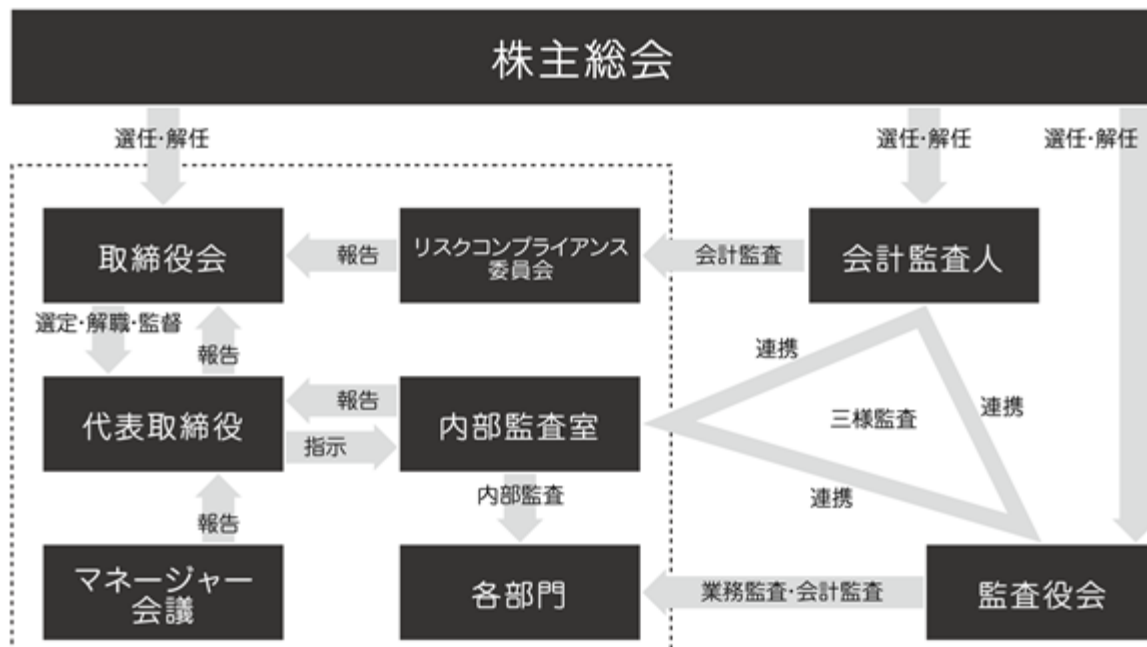 株主総会
選任・解任
選任・解任
選任・解任
取締役会
報告
リスクコンプライアンス
委員会
会計監査
会計監査人
選定・解職・監督
報告
連携
代表取締役
報告
指示
内部監査室
三様監査
連携
報告
内部監査
連携
マネージャー
会議
各部門
業務監査・会計監査
監査役会